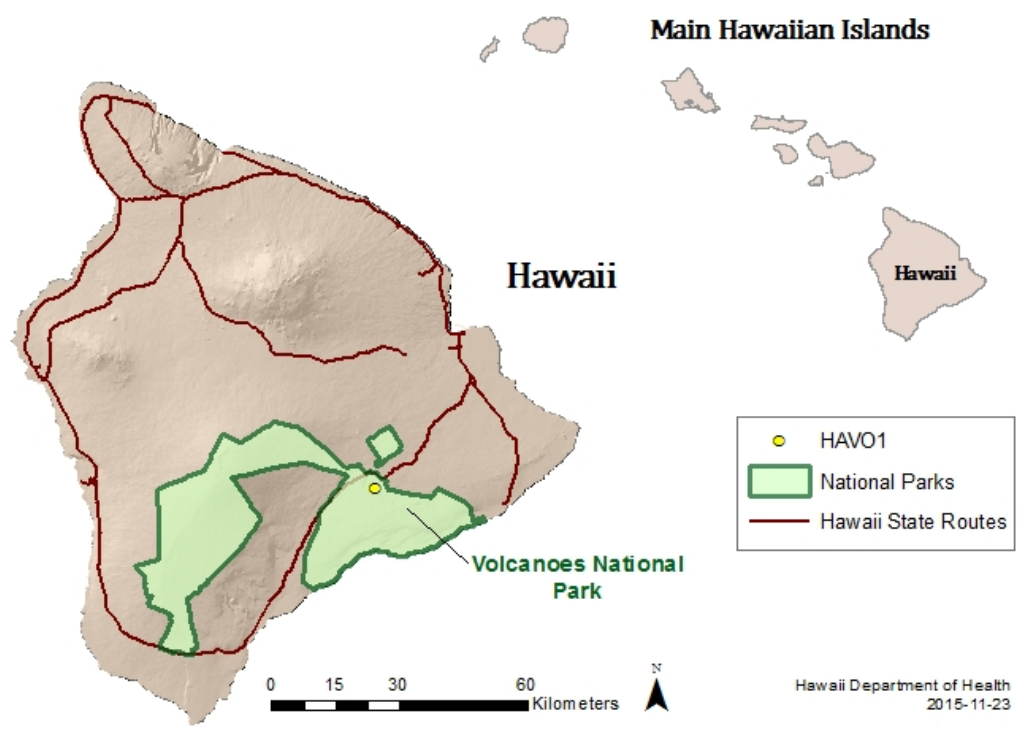 Main Hawaiian Islands
Hawaii
Hawaii
HAVO1
National Parks
Hawaii State Routes
Volcanoes National
Park
N
0 15 30 60
Kilometers
Hawaii Department of Health
2015-11-23